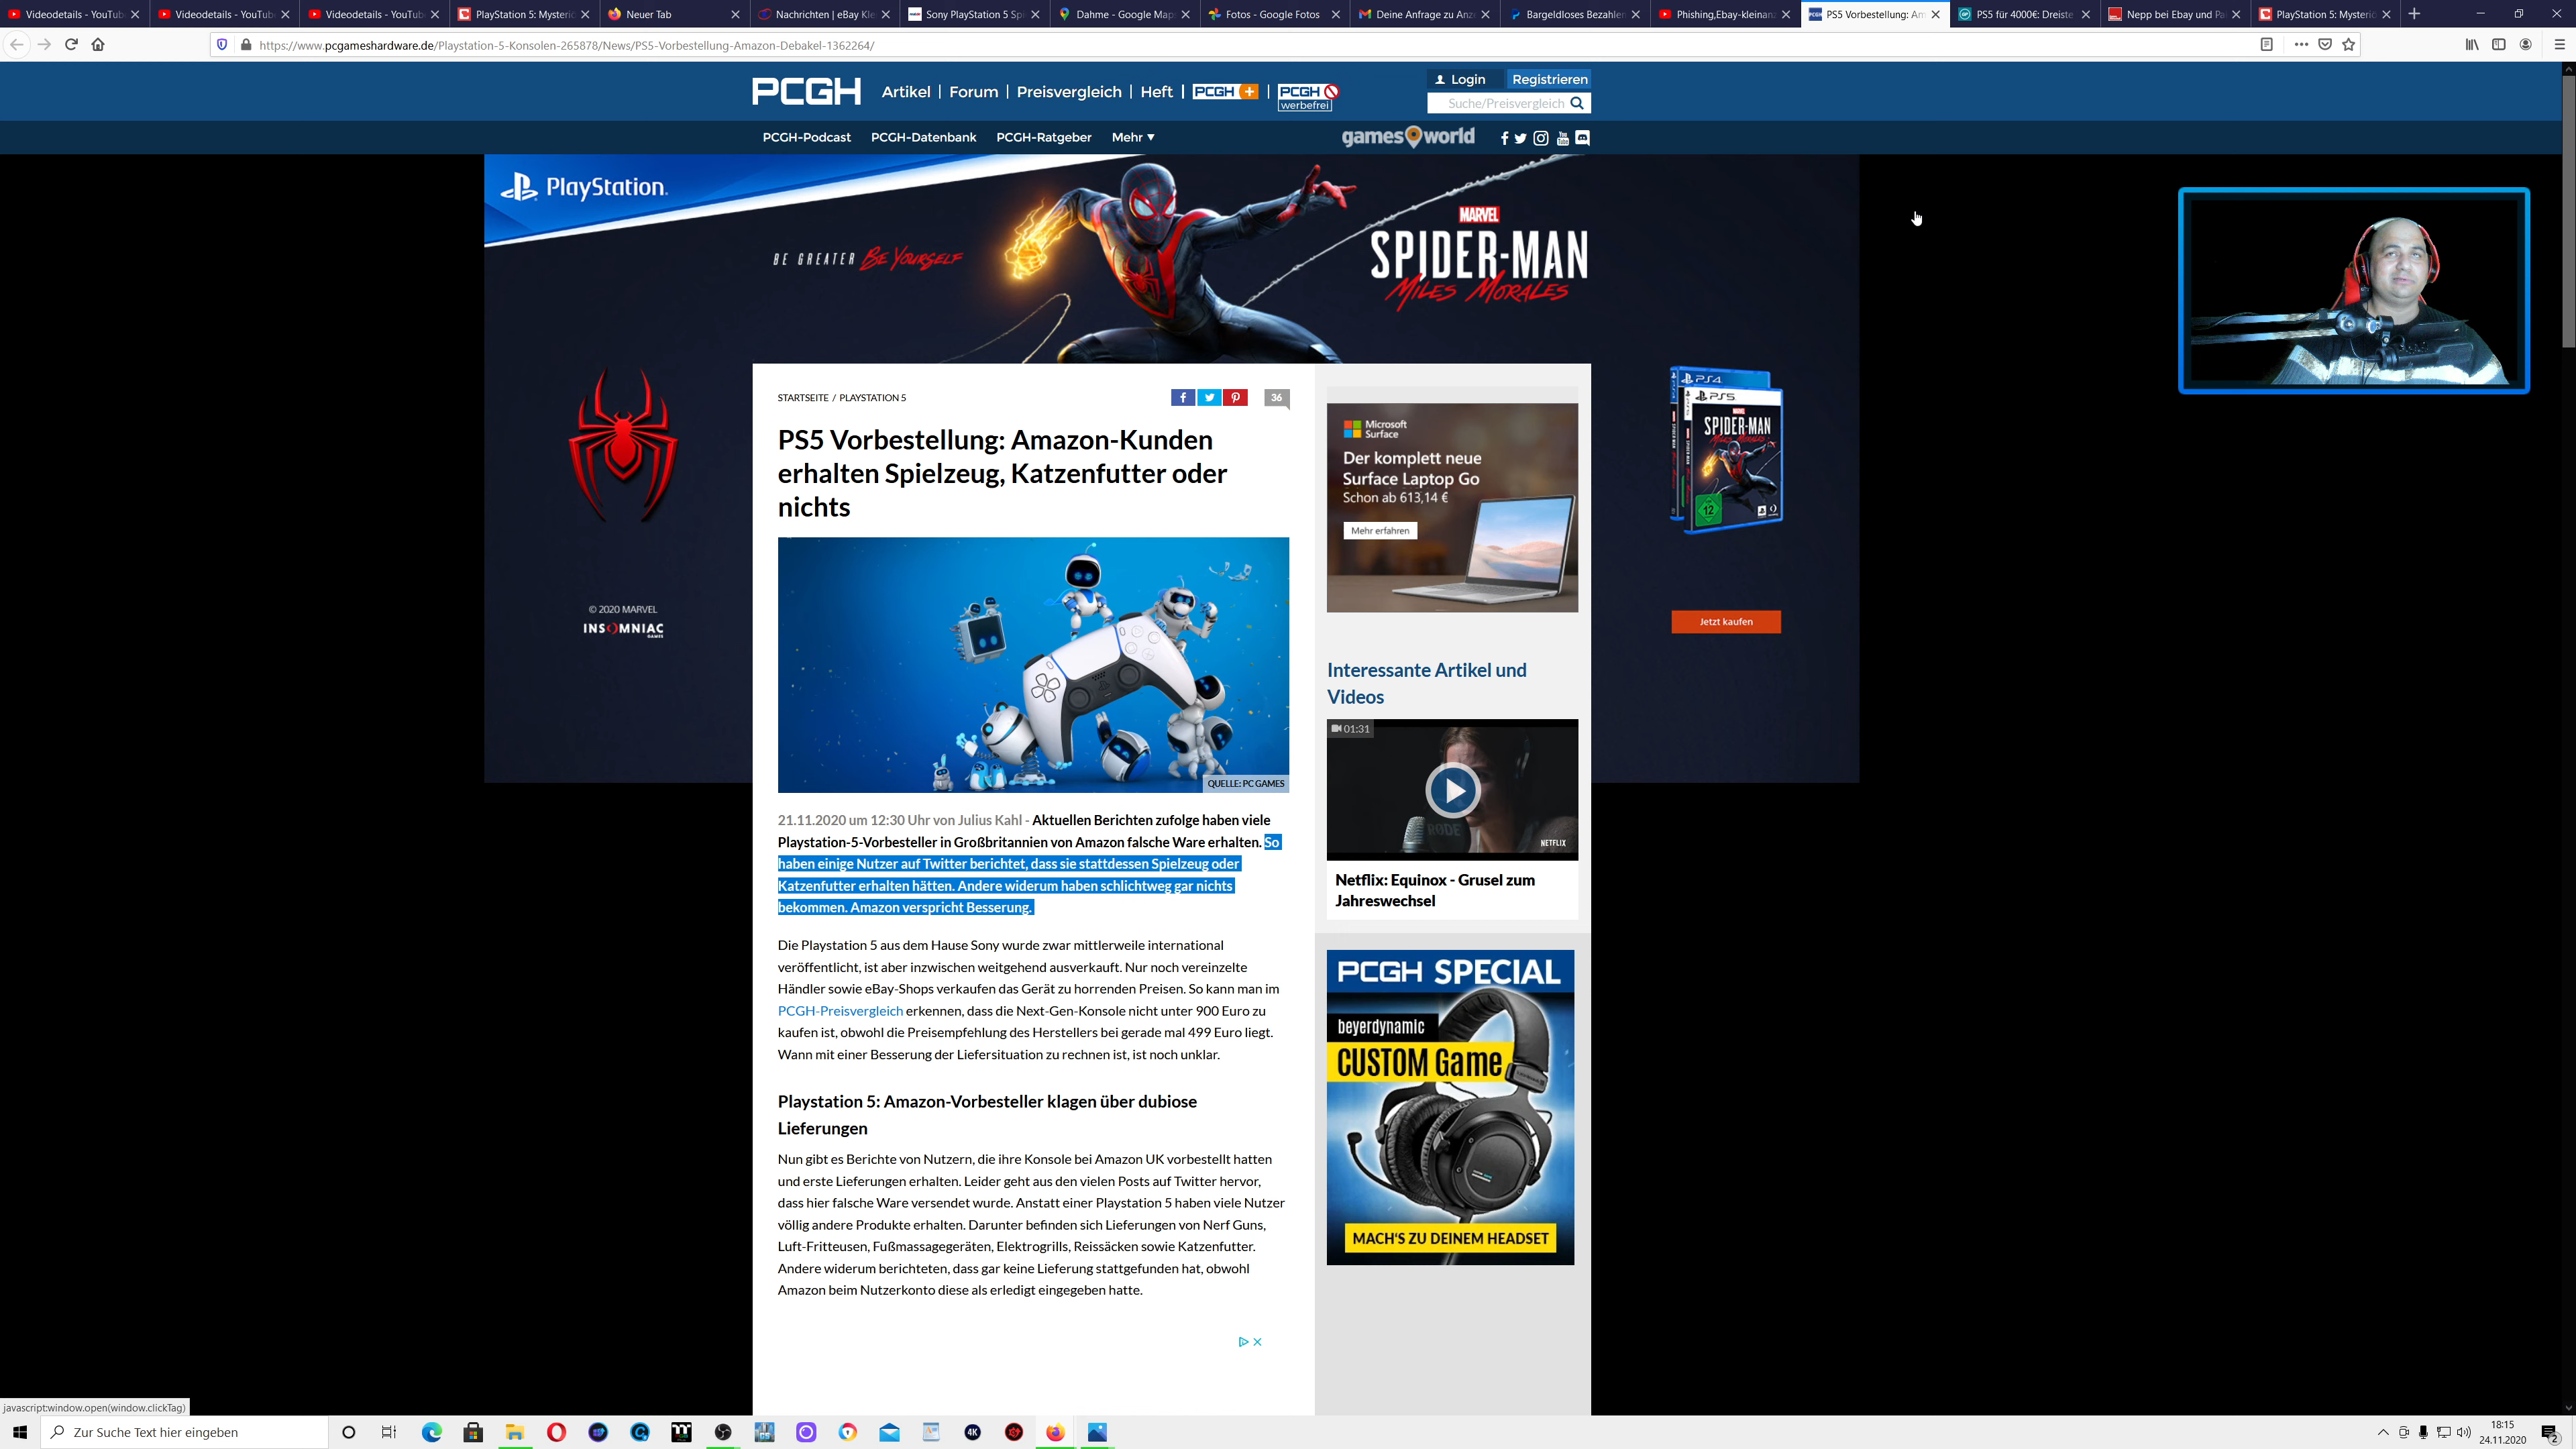 Videodetails - YouTub
Videodetails - YouTub
Videodetails - YouTub
PlayStation 5: Mysteriö
Neuer Tab
Nachrichten | eBay Kle
Sony PlayStation 5 Spi
Dahme - Google Map
Fotos - Google Fotos
Deine Anfrage zu Anz
Bargeldloses Bezahlen
Phishing,Ebay-kleinanz
PS5 Vorbestellung: Am
PS5 für 4000€: Dreiste
Nepp bei Ebay und Pa
PlayStation 5: Mysteriö
https://www.pcgameshardware.de/Playstation-5-Konsolen-265878/News/PS5-Vorbestellung-Amazon-Debakel-1362264/
PCGH Artikel | Forum | Preisvergleich | Heft | PCGH + | PCGH werbefrei
Login Registrieren
Suche/Preisvergleich
PCGH-Podcast PCGH-Datenbank PCGH-Ratgeber Mehr ▼
games world
PlayStation.
BE GREATER BE YOURSELF
MARVEL
SPIDER-MAN
MILES MORALES
© 2020 MARVEL
INSOMNIAC
GAMES
PS4
PS5
MARVEL
SPIDER-MAN
MILES MORALES
12
Jetzt kaufen
STARTSEITE / PLAYSTATION 5
36
PS5 Vorbestellung: Amazon-Kunden
erhalten Spielzeug, Katzenfutter oder
nichts
QUELLE: PC GAMES
21.11.2020 um 12:30 Uhr von Julius Kahl - Aktuellen Berichten zufolge haben viele
Playstation-5-Vorbesteller in Großbritannien von Amazon falsche Ware erhalten. So
haben einige Nutzer auf Twitter berichtet, dass sie stattdessen Spielzeug oder
Katzenfutter erhalten hätten. Andere widerum haben schlichtweg gar nichts
bekommen. Amazon verspricht Besserung.
Die Playstation 5 aus dem Hause Sony wurde zwar mittlerweile international
veröffentlicht, ist aber inzwischen weitgehend ausverkauft. Nur noch vereinzelte
Händler sowie eBay-Shops verkaufen das Gerät zu horrenden Preisen. So kann man im
PCGH-Preisvergleich erkennen, dass die Next-Gen-Konsole nicht unter 900 Euro zu
kaufen ist, obwohl die Preisempfehlung des Herstellers bei gerade mal 499 Euro liegt.
Wann mit einer Besserung der Liefersituation zu rechnen ist, ist noch unklar.
Playstation 5: Amazon-Vorbesteller klagen über dubiose
Lieferungen
Nun gibt es Berichte von Nutzern, die ihre Konsole bei Amazon UK vorbestellt hatten
und erste Lieferungen erhalten. Leider geht aus den vielen Posts auf Twitter hervor,
dass hier falsche Ware versendet wurde. Anstatt einer Playstation 5 haben viele Nutzer
völlig andere Produkte erhalten. Darunter befinden sich Lieferungen von Nerf Guns,
Luft-Fritteusen, Fußmassagegeräten, Elektrogrills, Reissäcken sowie Katzenfutter.
Andere widerum berichteten, dass gar keine Lieferung stattgefunden hat, obwohl
Amazon beim Nutzerkonto diese als erledigt eingegeben hatte.
Microsoft
Surface
Der komplett neue
Surface Laptop Go
Schon ab 613,14 €
Mehr erfahren
Interessante Artikel und
Videos
01:31
RØDE
NETFLIX
Netflix: Equinox - Grusel zum
Jahreswechsel
PCGH SPECIAL
beyerdynamic
CUSTOM Game
MACH'S ZU DEINEM HEADSET
javascript:window.open(window.clickTag)
Zur Suche Text hier eingeben
4K
18:15
24.11.2020
2